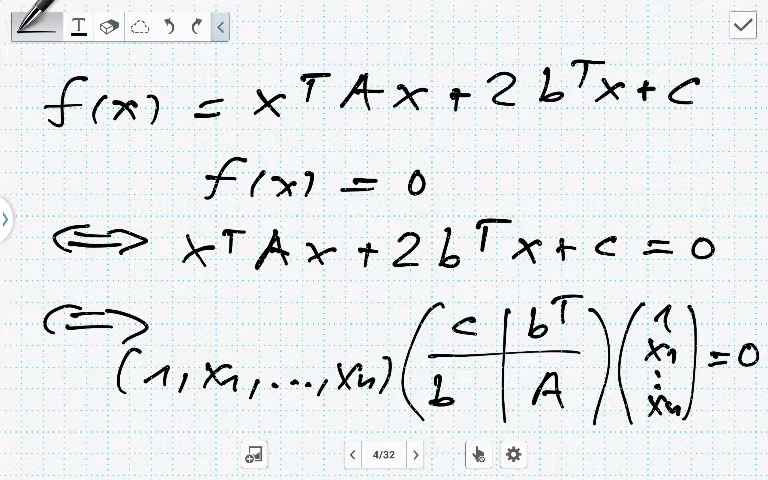 T
f(x) = xᵀAx + 2bᵀx + c
f(x) = 0
⟺ xᵀAx + 2bᵀx + c = 0
⟺ (1, x₁, ..., xₙ) ( c | bᵀ ; b | A ) ( 1 x₁ ⋮ xₙ ) = 0
4/32